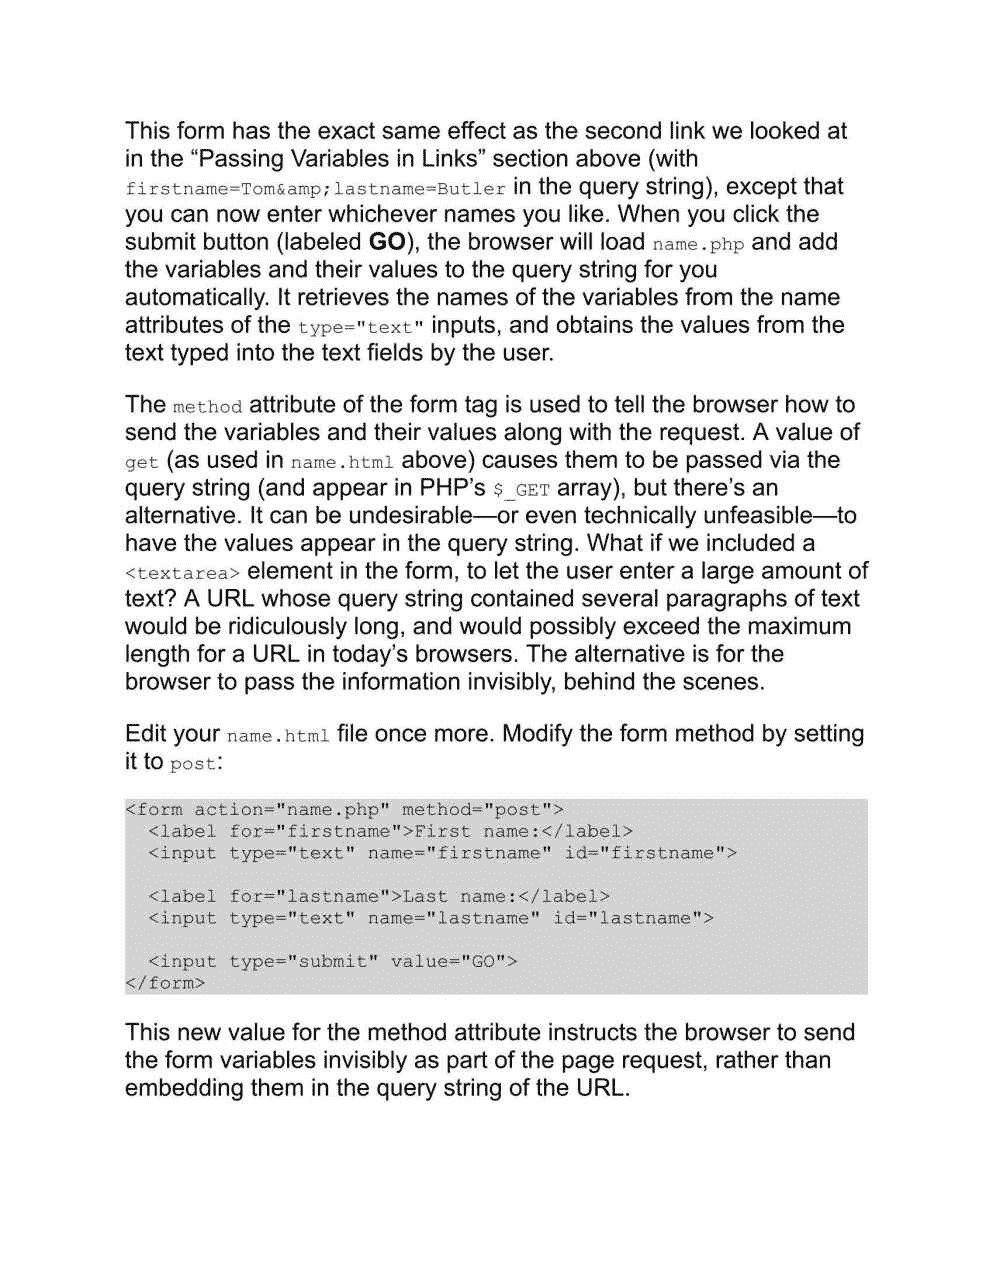 This form has the exact same effect as the second link we looked at
in the “Passing Variables in Links” section above (with
firstname=Tom&amp;lastname=Butler in the query string), except that
you can now enter whichever names you like. When you click the
submit button (labeled GO), the browser will load name.php and add
the variables and their values to the query string for you
automatically. It retrieves the names of the variables from the name
attributes of the type="text" inputs, and obtains the values from the
text typed into the text fields by the user.
The method attribute of the form tag is used to tell the browser how to
send the variables and their values along with the request. A value of
get (as used in name.html above) causes them to be passed via the
query string (and appear in PHP’s $_GET array), but there’s an
alternative. It can be undesirable—or even technically unfeasible—to
have the values appear in the query string. What if we included a
<textarea> element in the form, to let the user enter a large amount of
text? A URL whose query string contained several paragraphs of text
would be ridiculously long, and would possibly exceed the maximum
length for a URL in today’s browsers. The alternative is for the
browser to pass the information invisibly, behind the scenes.
Edit your name.html file once more. Modify the form method by setting
it to post:
<form action="name.php" method="post">
  <label for="firstname">First name:</label>
  <input type="text" name="firstname" id="firstname">
  <label for="lastname">Last name:</label>
  <input type="text" name="lastname" id="lastname">
  <input type="submit" value="GO">
</form>
This new value for the method attribute instructs the browser to send
the form variables invisibly as part of the page request, rather than
embedding them in the query string of the URL.